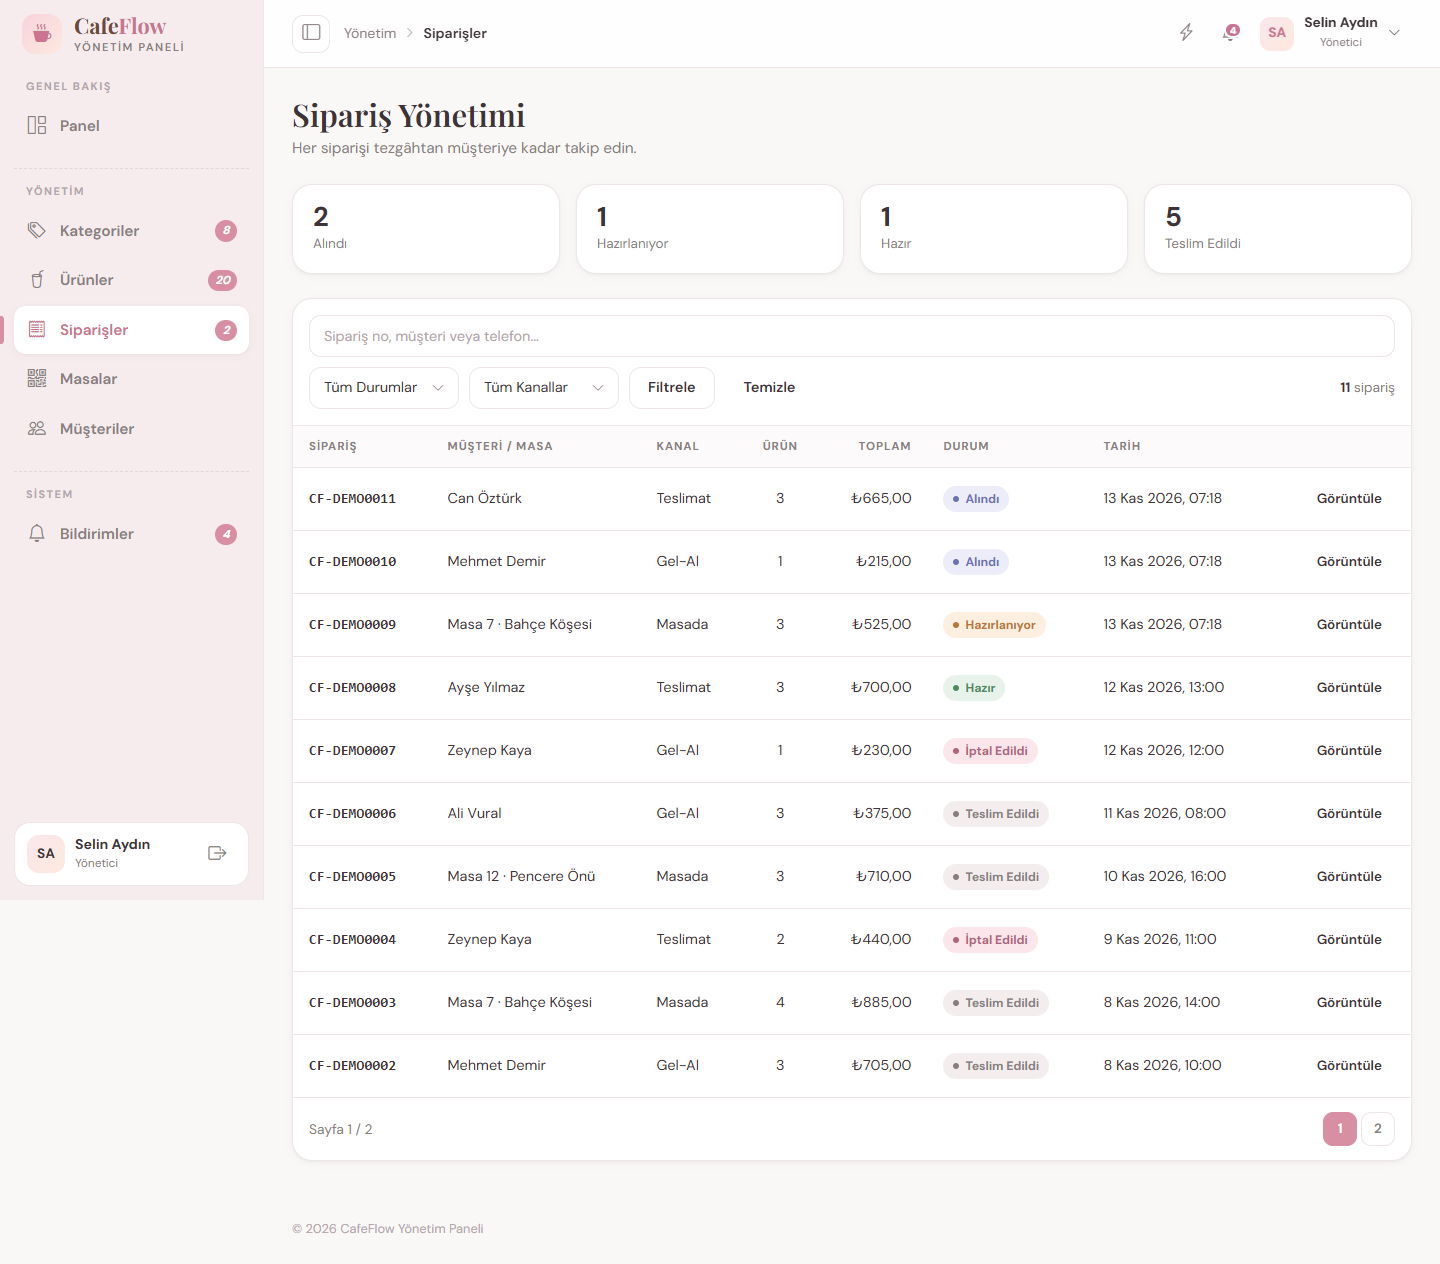 CafeFlow
YÖNETİM PANELİ
GENEL BAKIŞ
Panel
YÖNETİM
Kategoriler 8
Ürünler 20
Siparişler 2
Masalar
Müşteriler
SİSTEM
Bildirimler 4
SA Selin Aydın
Yönetici
Yönetim Siparişler
4
SA Selin Aydın
Yönetici
Sipariş Yönetimi
Her siparişi tezgâhtan müşteriye kadar takip edin.
2
Alındı
1
Hazırlanıyor
1
Hazır
5
Teslim Edildi
Sipariş no, müşteri veya telefon...
Tüm Durumlar Tüm Kanallar Filtrele Temizle 11 sipariş
SİPARİŞ MÜŞTERİ / MASA KANAL ÜRÜN TOPLAM DURUM TARİH
CF-DEMO0011 Can Öztürk Teslimat 3 ₺665,00 Alındı 13 Kas 2026, 07:18 Görüntüle
CF-DEMO0010 Mehmet Demir Gel-Al 1 ₺215,00 Alındı 13 Kas 2026, 07:18 Görüntüle
CF-DEMO0009 Masa 7 · Bahçe Köşesi Masada 3 ₺525,00 Hazırlanıyor 13 Kas 2026, 07:18 Görüntüle
CF-DEMO0008 Ayşe Yılmaz Teslimat 3 ₺700,00 Hazır 12 Kas 2026, 13:00 Görüntüle
CF-DEMO0007 Zeynep Kaya Gel-Al 1 ₺230,00 İptal Edildi 12 Kas 2026, 12:00 Görüntüle
CF-DEMO0006 Ali Vural Gel-Al 3 ₺375,00 Teslim Edildi 11 Kas 2026, 08:00 Görüntüle
CF-DEMO0005 Masa 12 · Pencere Önü Masada 3 ₺710,00 Teslim Edildi 10 Kas 2026, 16:00 Görüntüle
CF-DEMO0004 Zeynep Kaya Teslimat 2 ₺440,00 İptal Edildi 9 Kas 2026, 11:00 Görüntüle
CF-DEMO0003 Masa 7 · Bahçe Köşesi Masada 4 ₺885,00 Teslim Edildi 8 Kas 2026, 14:00 Görüntüle
CF-DEMO0002 Mehmet Demir Gel-Al 3 ₺705,00 Teslim Edildi 8 Kas 2026, 10:00 Görüntüle
Sayfa 1 / 2 1 2
© 2026 CafeFlow Yönetim Paneli